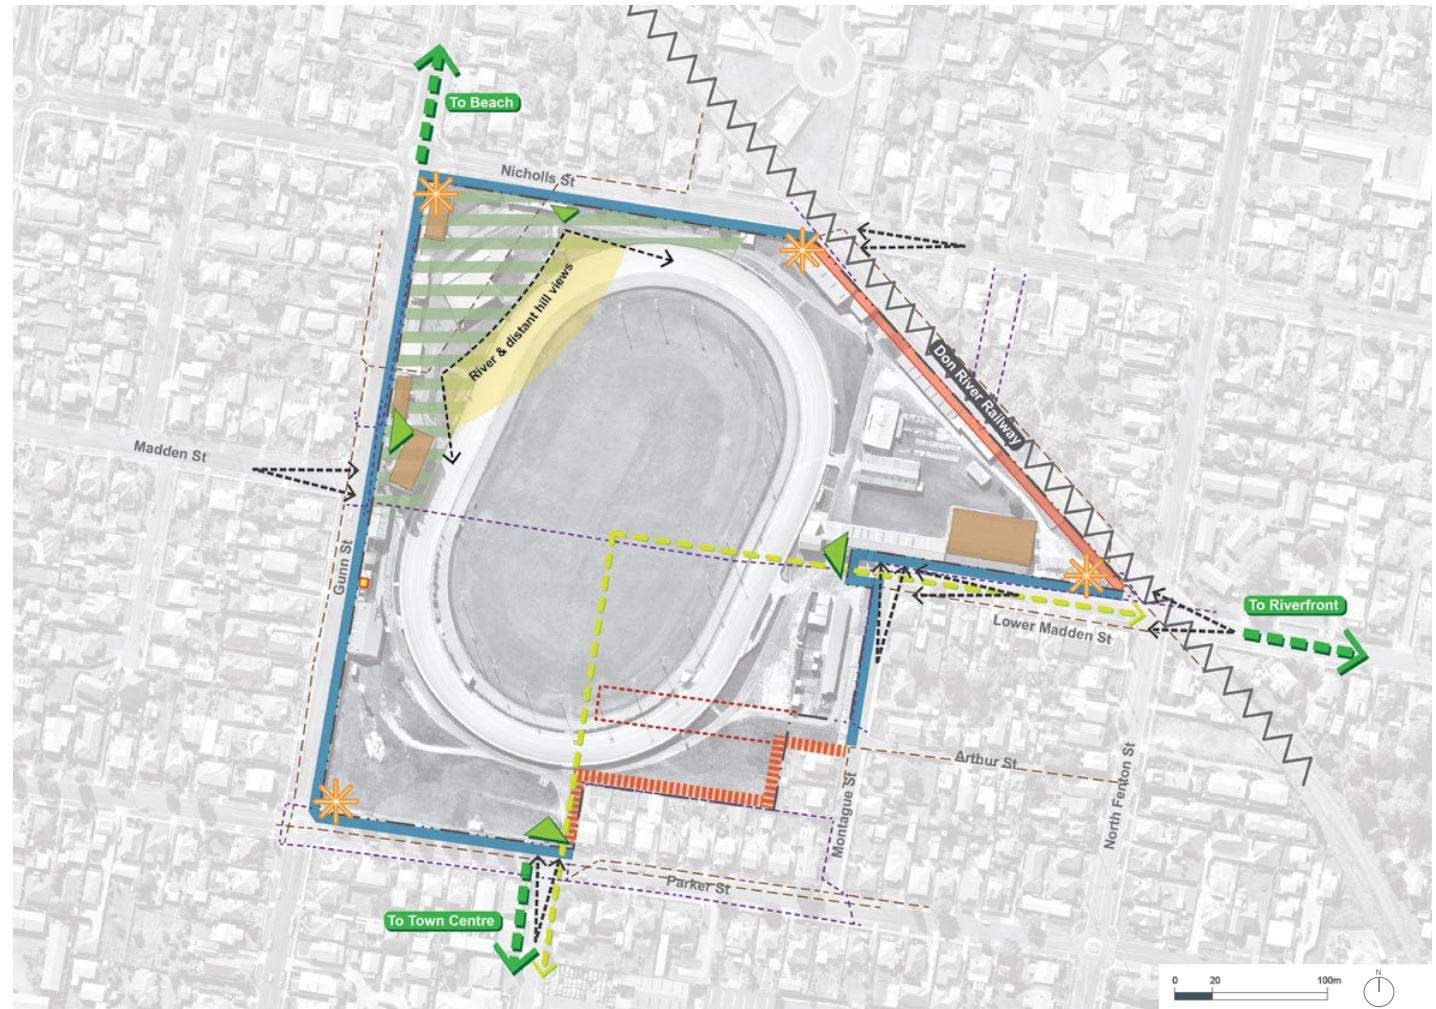 To Beach
Nicholls St
River & distant hill views
Don River Railway
Madden St
Gunn St
To Riverfront
Lower Madden St
Arthur St
North Fenton St
Montague St
Parker St
To Town Centre
0 20 100m
N